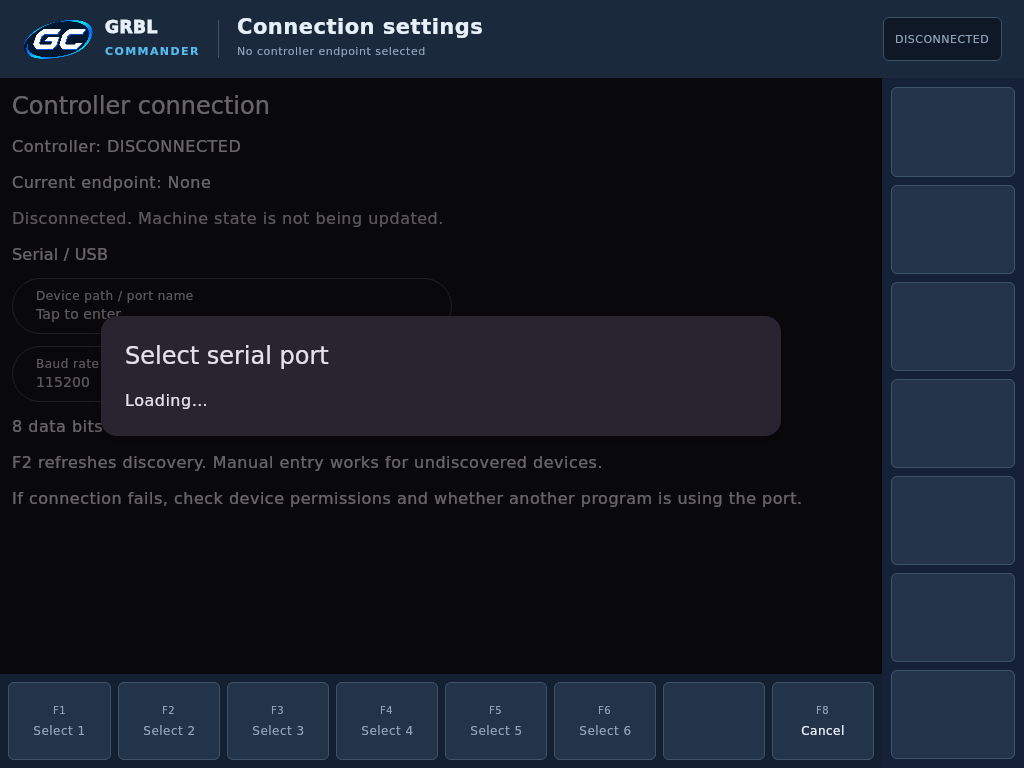 GC
GRBL
COMMANDER
Connection settings
No controller endpoint selected
DISCONNECTED
Controller connection
Controller: DISCONNECTED
Current endpoint: None
Disconnected. Machine state is not being updated.
Serial / USB
Device path / port name
Tap to enter
Select serial port
Baud rate
115200
Loading...
8 data bits
F2 refreshes discovery. Manual entry works for undiscovered devices.
If connection fails, check device permissions and whether another program is using the port.
F1
Select 1
F2
Select 2
F3
Select 3
F4
Select 4
F5
Select 5
F6
Select 6
F8
Cancel